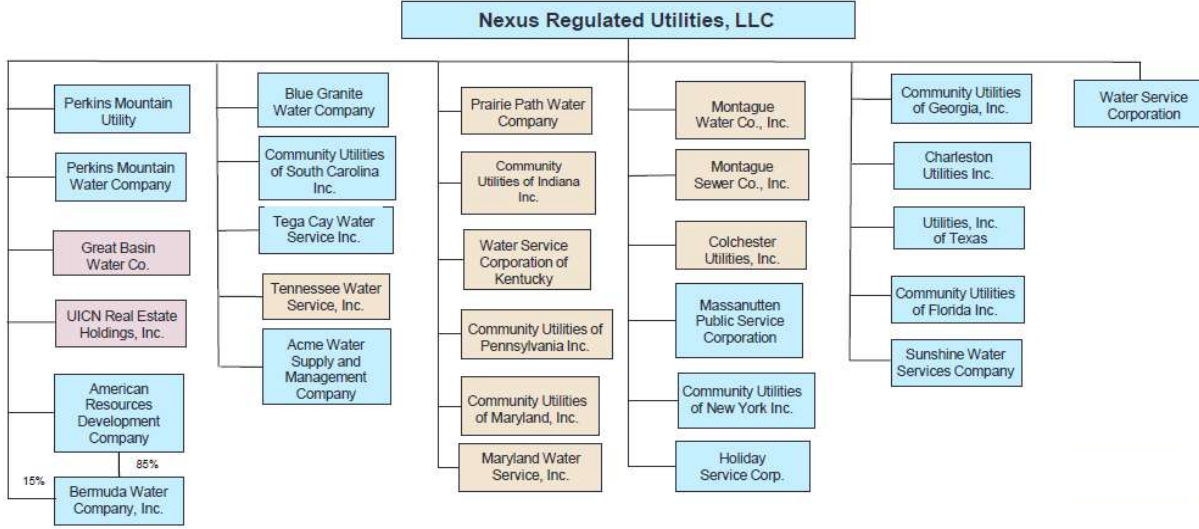 Nexus Regulated Utilities, LLC
Perkins Mountain
Utility
Perkins Mountain
Water Company
Great Basin
Water Co.
UICN Real Estate
Holdings, Inc.
American
Resources
Development
Company
85%
15%
Bermuda Water
Company, Inc.
Blue Granite
Water Company
Community Utilities
of South Carolina
Inc.
Tega Cay Water
Service Inc.
Tennessee Water
Service, Inc.
Acme Water
Supply and
Management
Company
Prairie Path Water
Company
Community
Utilities of Indiana
Inc.
Water Service
Corporation of
Kentucky
Community Utilities of
Pennsylvania Inc.
Community Utilities
of Maryland, Inc.
Maryland Water
Service, Inc.
Montague
Water Co., Inc.
Montague
Sewer Co., Inc.
Colchester
Utilities, Inc.
Massanutten
Public Service
Corporation
Community Utilities
of New York Inc.
Holiday
Service Corp.
Community Utilities
of Georgia, Inc.
Charleston
Utilities Inc.
Utilities, Inc.
of Texas
Community Utilities
of Florida Inc.
Sunshine Water
Services Company
Water Service
Corporation